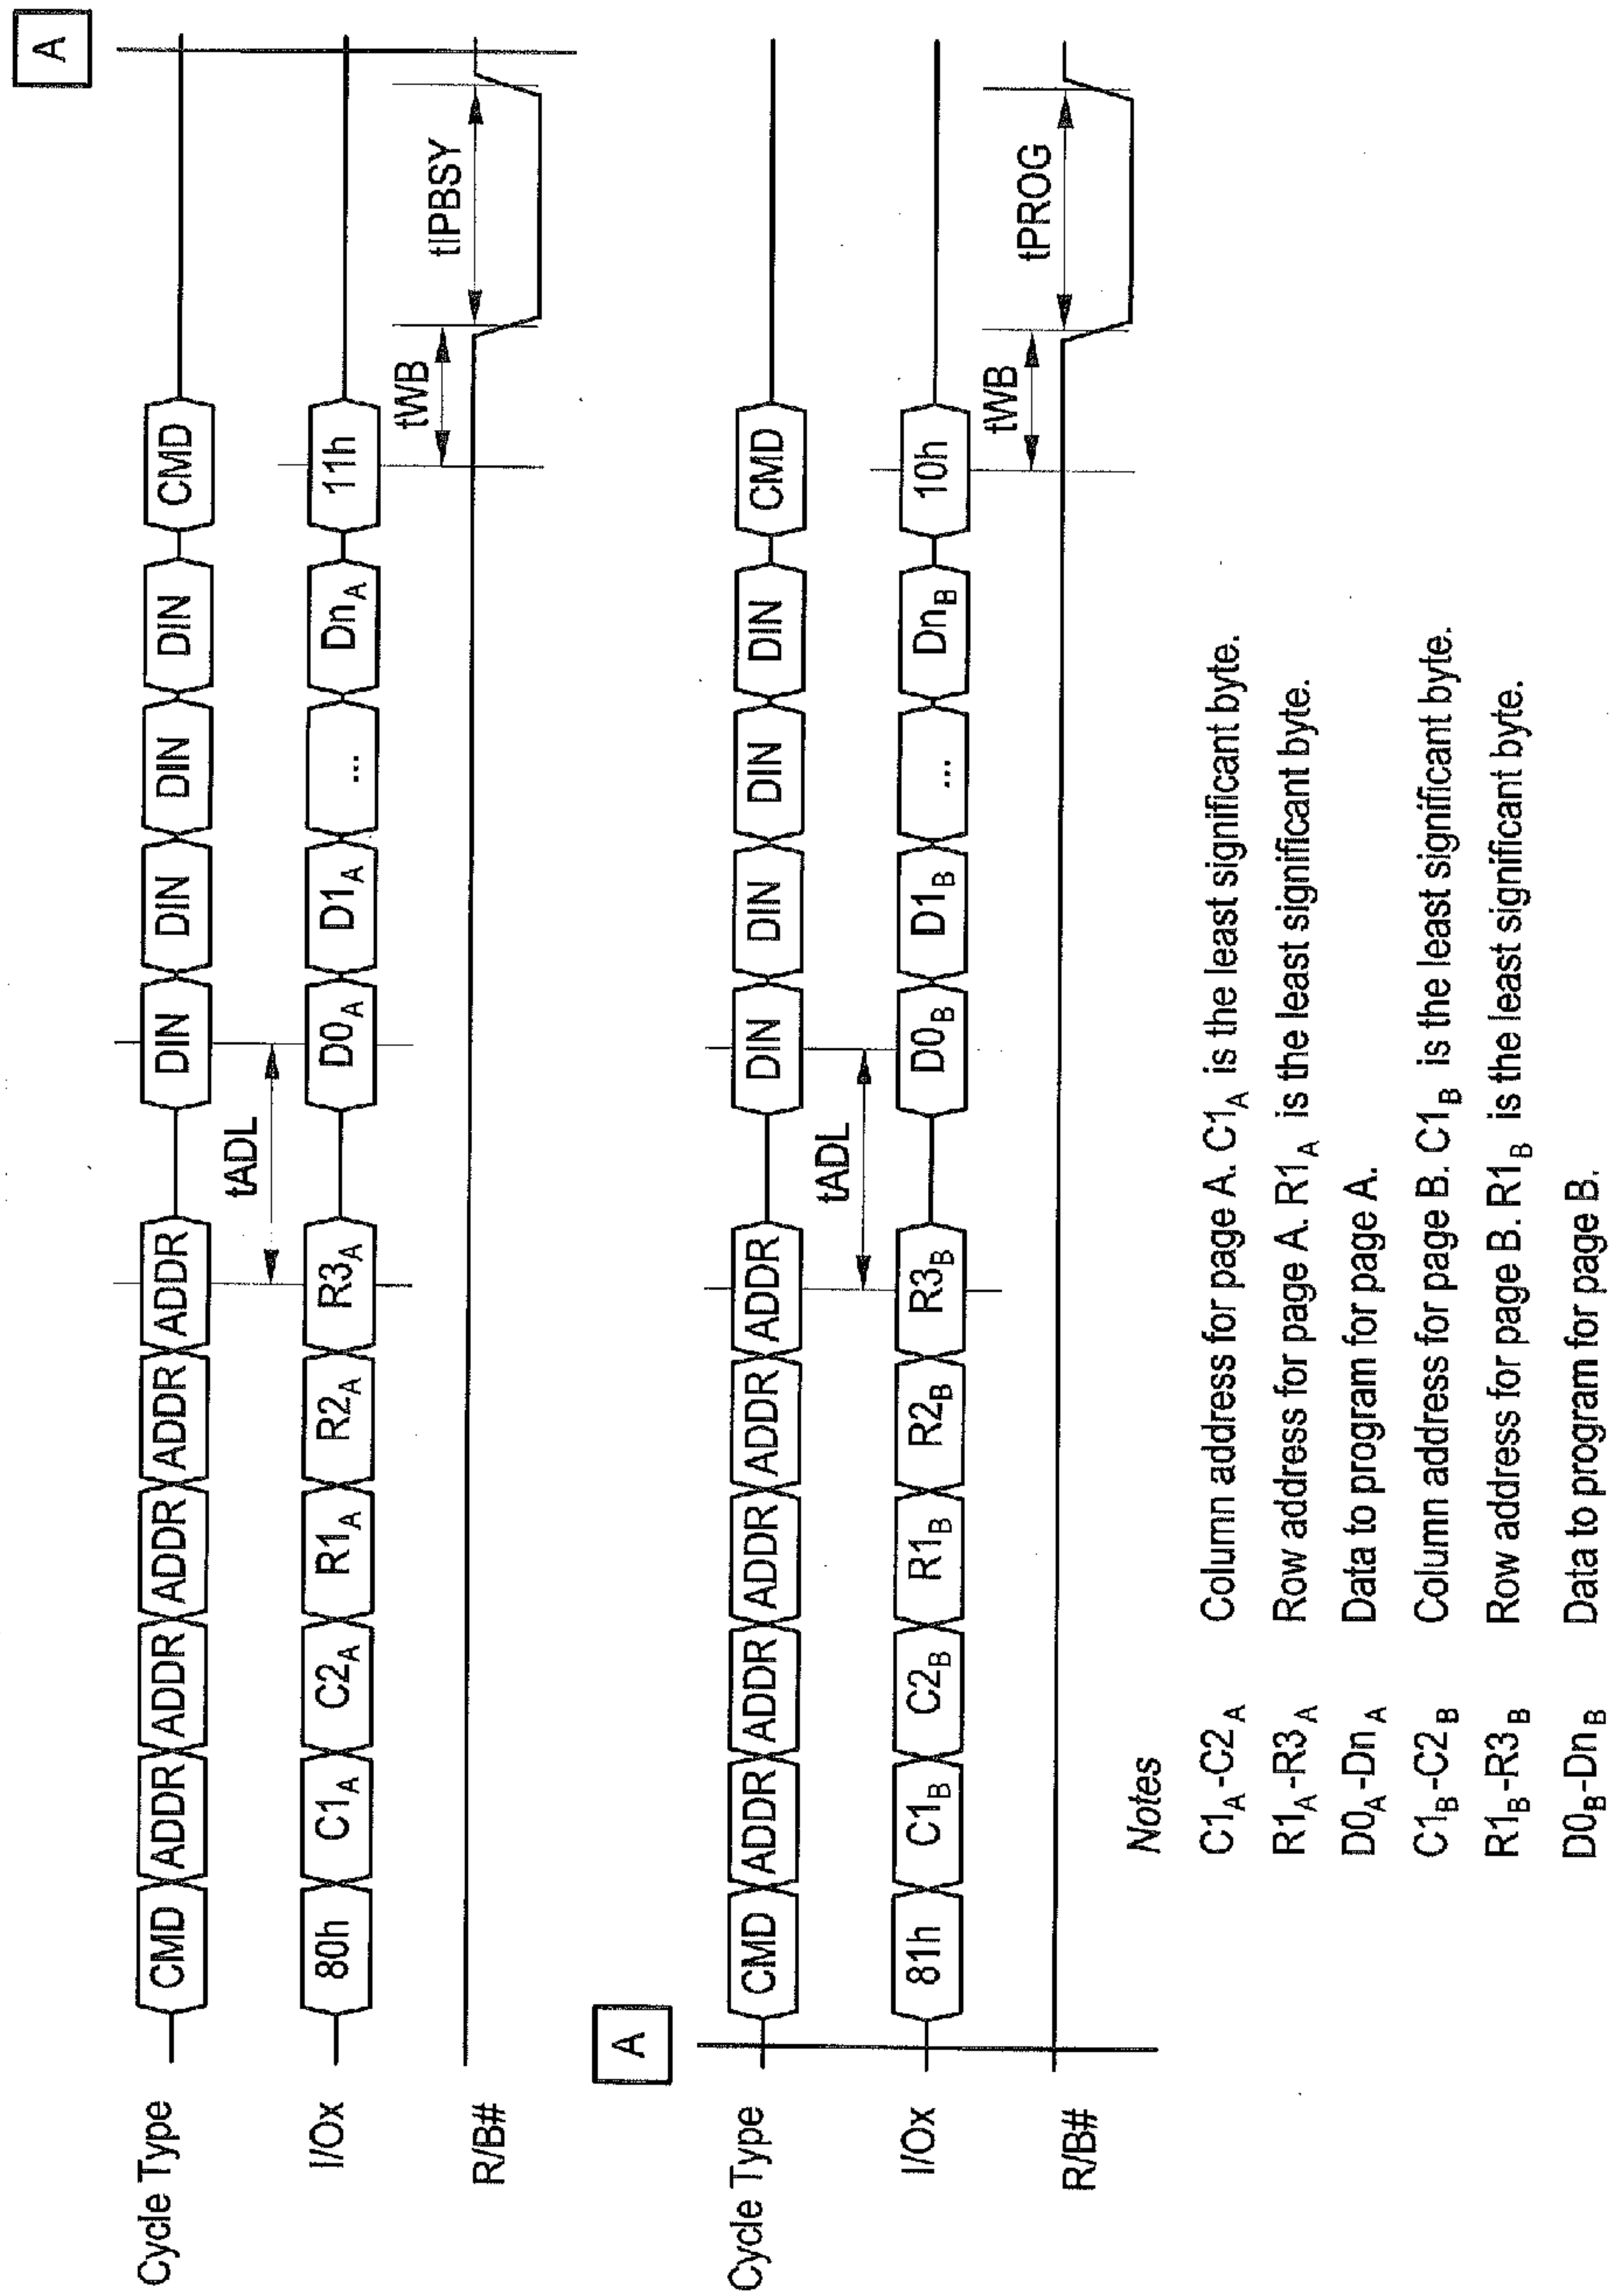 A
Cycle Type CMD ADDR ADDR ADDR ADDR ADDR DIN DIN DIN DIN CMD
tADL
I/Ox 80h C1A C2A R1A R2A R3A D0A D1A ... DnA 11h
tWB tIPBSY
R/B#
A
Cycle Type CMD ADDR ADDR ADDR ADDR ADDR DIN DIN DIN DIN CMD
tADL
I/Ox 81h C1B C2B R1B R2B R3B D0B D1B ... DnB 10h
tWB tPROG
R/B#
Notes
C1A-C2A Column address for page A. C1A is the least significant byte.
R1A-R3A Row address for page A. R1A is the least significant byte.
D0A-DnA Data to program for page A.
C1B-C2B Column address for page B. C1B is the least significant byte.
R1B-R3B Row address for page B. R1B is the least significant byte.
D0B-DnB Data to program for page B.